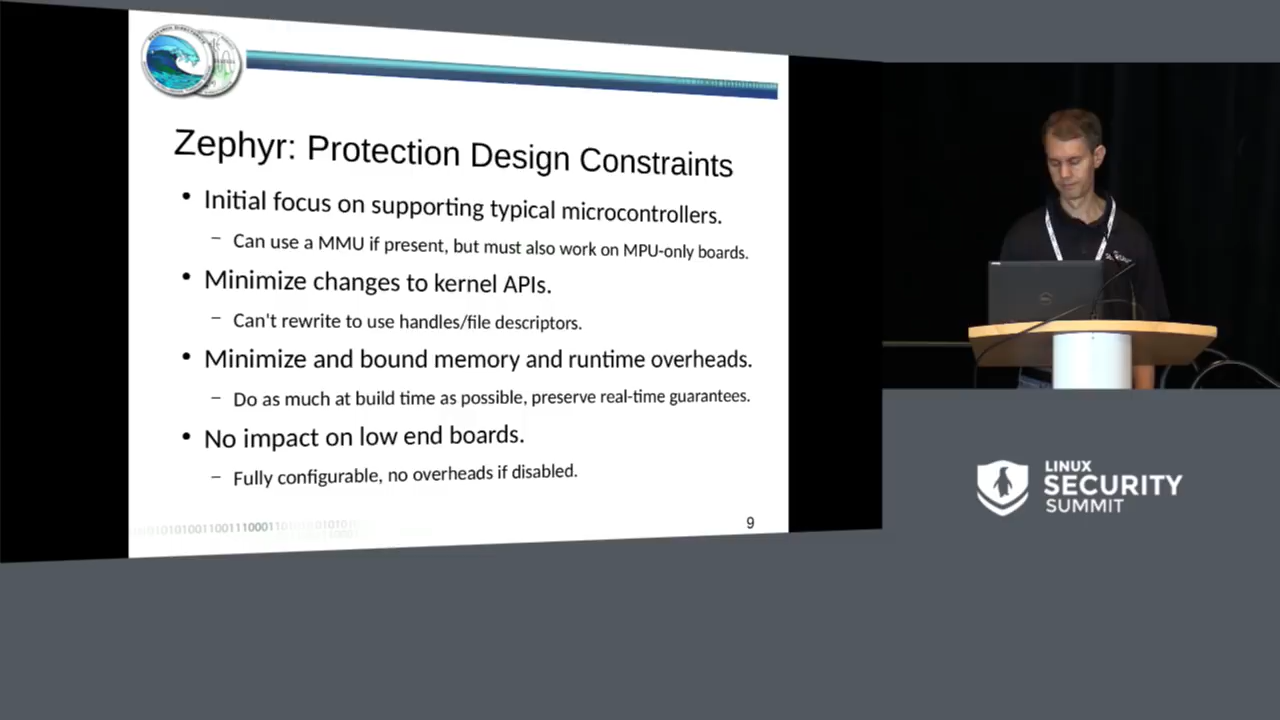 Zephyr: Protection Design Constraints
• Initial focus on supporting typical microcontrollers.
– Can use a MMU if present, but must also work on MPU-only boards.
• Minimize changes to kernel APIs.
– Can't rewrite to use handles/file descriptors.
• Minimize and bound memory and runtime overheads.
– Do as much at build time as possible, preserve real-time guarantees.
• No impact on low end boards.
– Fully configurable, no overheads if disabled.
9
LINUX
SECURITY
SUMMIT